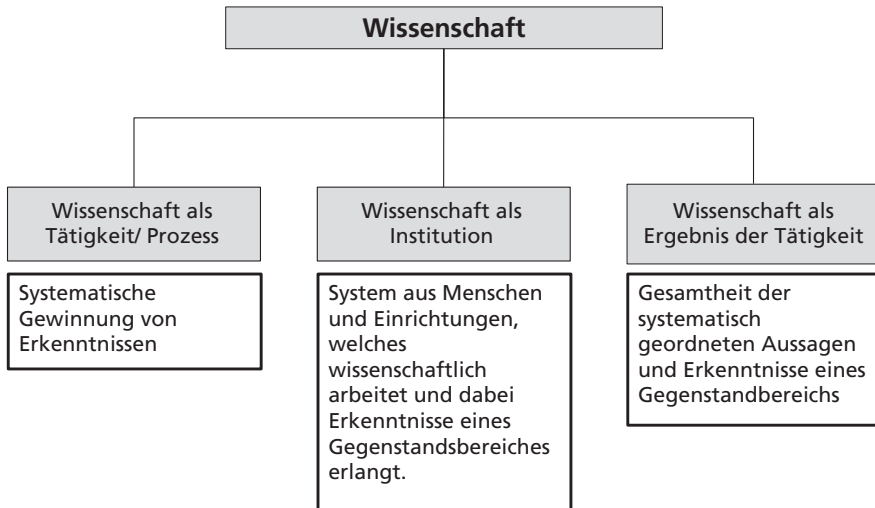 Wissenschaft
Wissenschaft als
Tätigkeit/ Prozess
Systematische
Gewinnung von
Erkenntnissen
Wissenschaft als
Institution
System aus Menschen
und Einrichtungen,
welches
wissenschaftlich
arbeitet und dabei
Erkenntnisse eines
Gegenstandsbereiches
erlangt.
Wissenschaft als
Ergebnis der Tätigkeit
Gesamtheit der
systematisch
geordneten Aussagen
und Erkenntnisse eines
Gegenstandbereichs